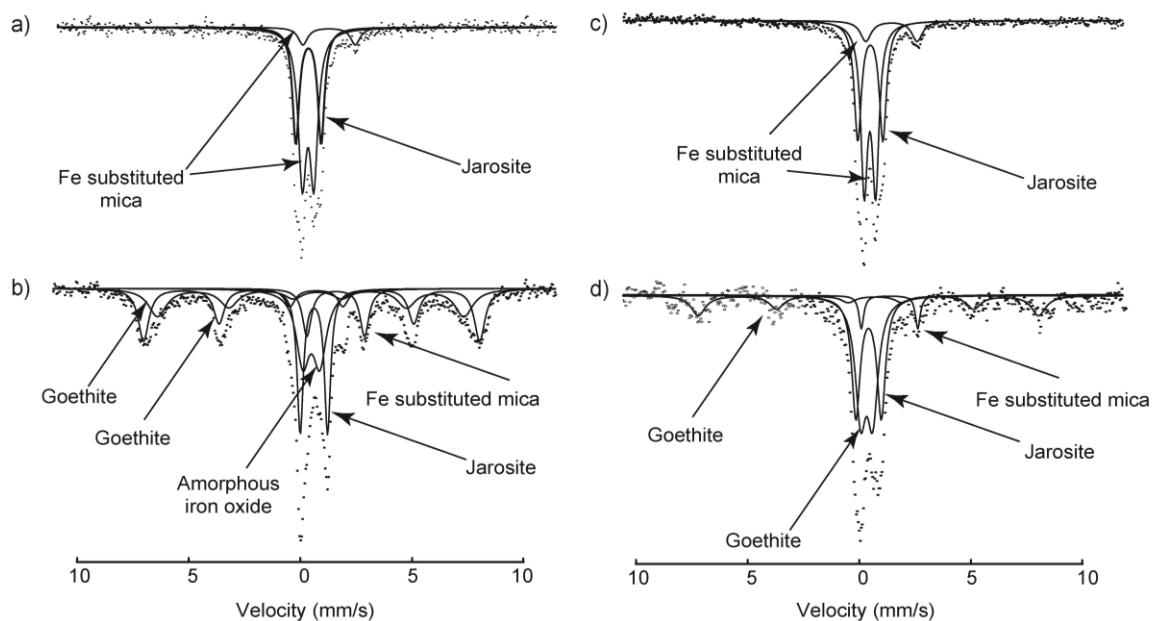 a)
Fe substituted
mica
Jarosite
b)
Goethite
Goethite
Amorphous
iron oxide
Fe substituted mica
Jarosite
10 5 0 5 10
Velocity (mm/s)
c)
Fe substituted
mica
Jarosite
d)
Goethite
Goethite
Fe substituted mica
Jarosite
10 5 0 5 10
Velocity (mm/s)